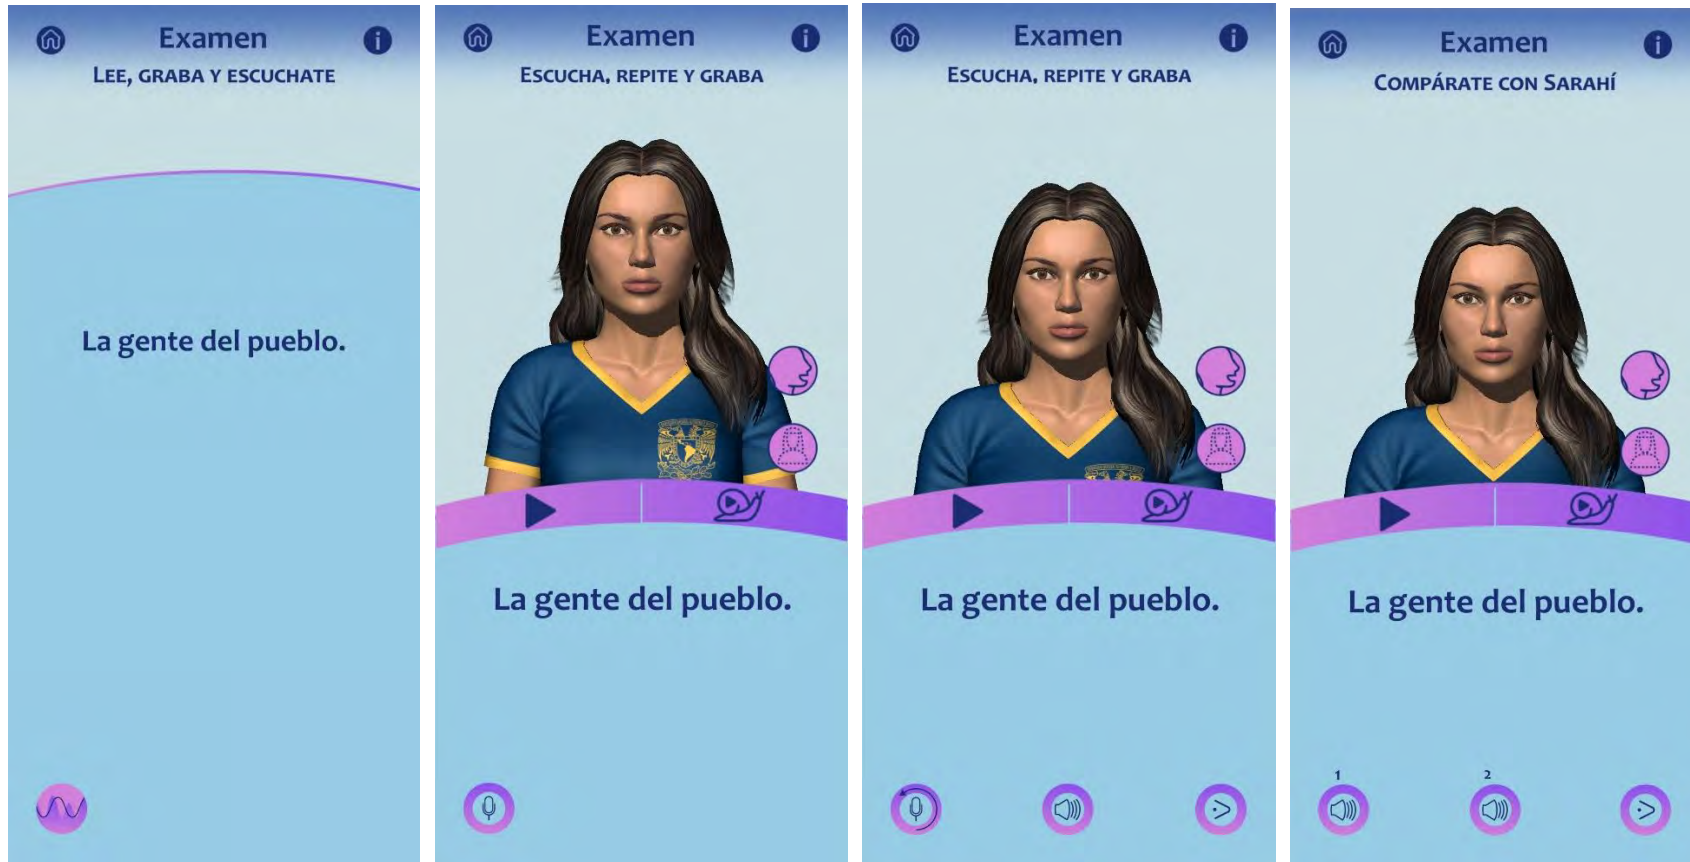 Examen
LEE, GRABA Y ESCUCHATE
La gente del pueblo.
Examen
ESCUCHA, REPITE Y GRABA
La gente del pueblo.
Examen
ESCUCHA, REPITE Y GRABA
La gente del pueblo.
Examen
COMPÁRATE CON SARAHÍ
La gente del pueblo.
1
2